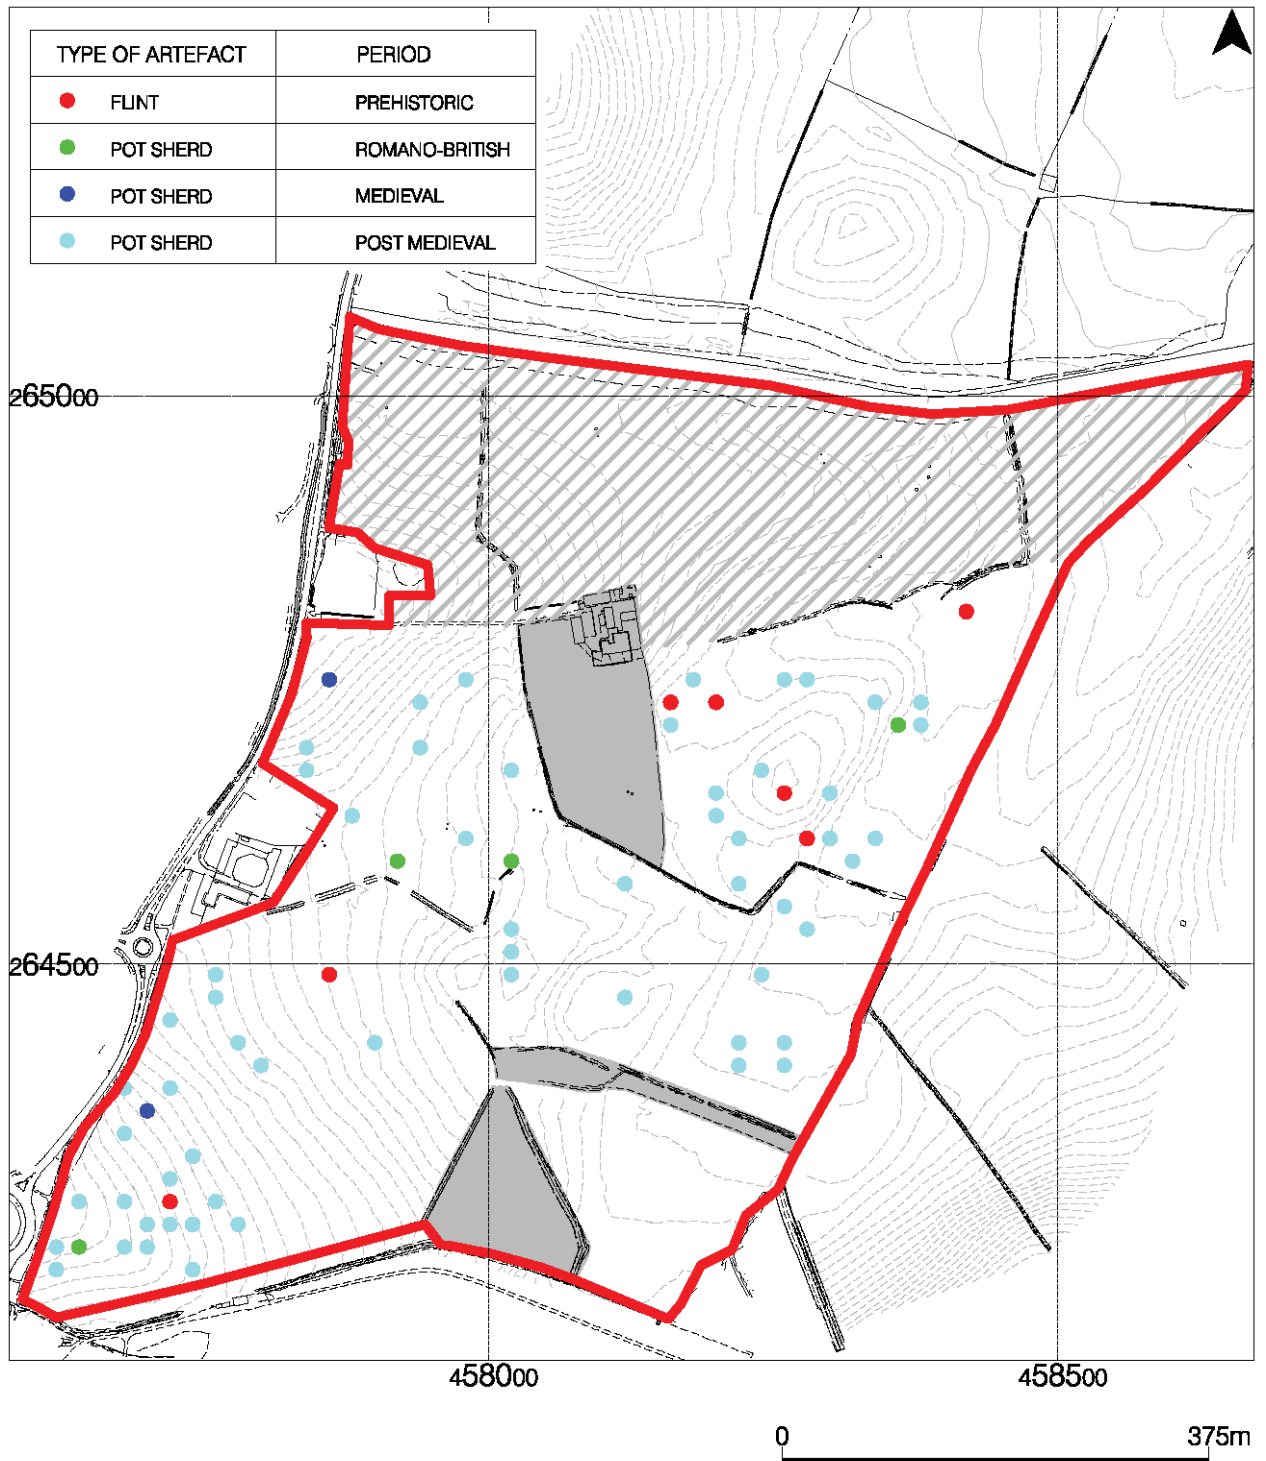 TYPE OF ARTEFACT PERIOD
FLINT PREHISTORIC
POT SHERD ROMANO-BRITISH
POT SHERD MEDIEVAL
POT SHERD POST MEDIEVAL
265000
264500
458000 458500
0 375m